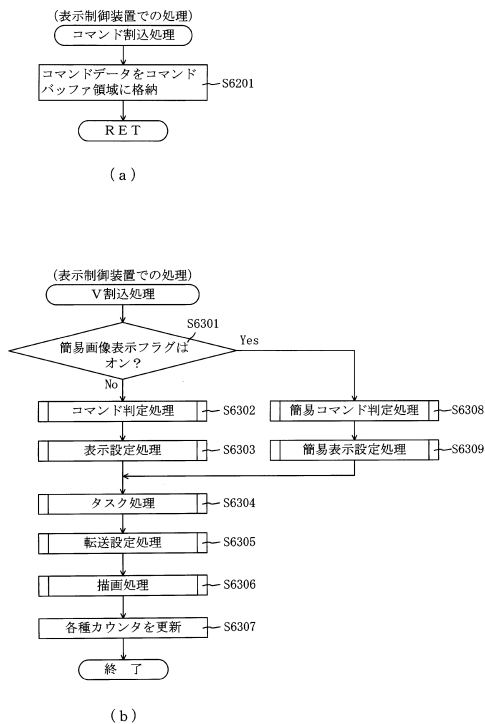 (表示制御装置での処理)
コマンド割込処理
コマンドデータをコマンド
バッファ領域に格納
S6201
RET
(a)
(表示制御装置での処理)
V割込処理
S6301
簡易画像表示フラグは
オン?
Yes
No
コマンド判定処理
S6302
簡易コマンド判定処理
S6308
表示設定処理
S6303
簡易表示設定処理
S6309
タスク処理
S6304
転送設定処理
S6305
描画処理
S6306
各種カウンタを更新
S6307
終 了
(b)